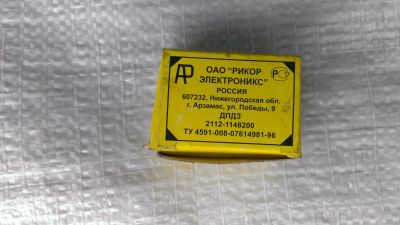 ОАО "РИКОР
ЭЛЕКТРОНИКС"
РОССИЯ
607232, Нижегородская обл.
г. Арзамас, ул. Победы, 9
ДПДЗ
2112-1148200
ТУ 4591-008-07614981-96